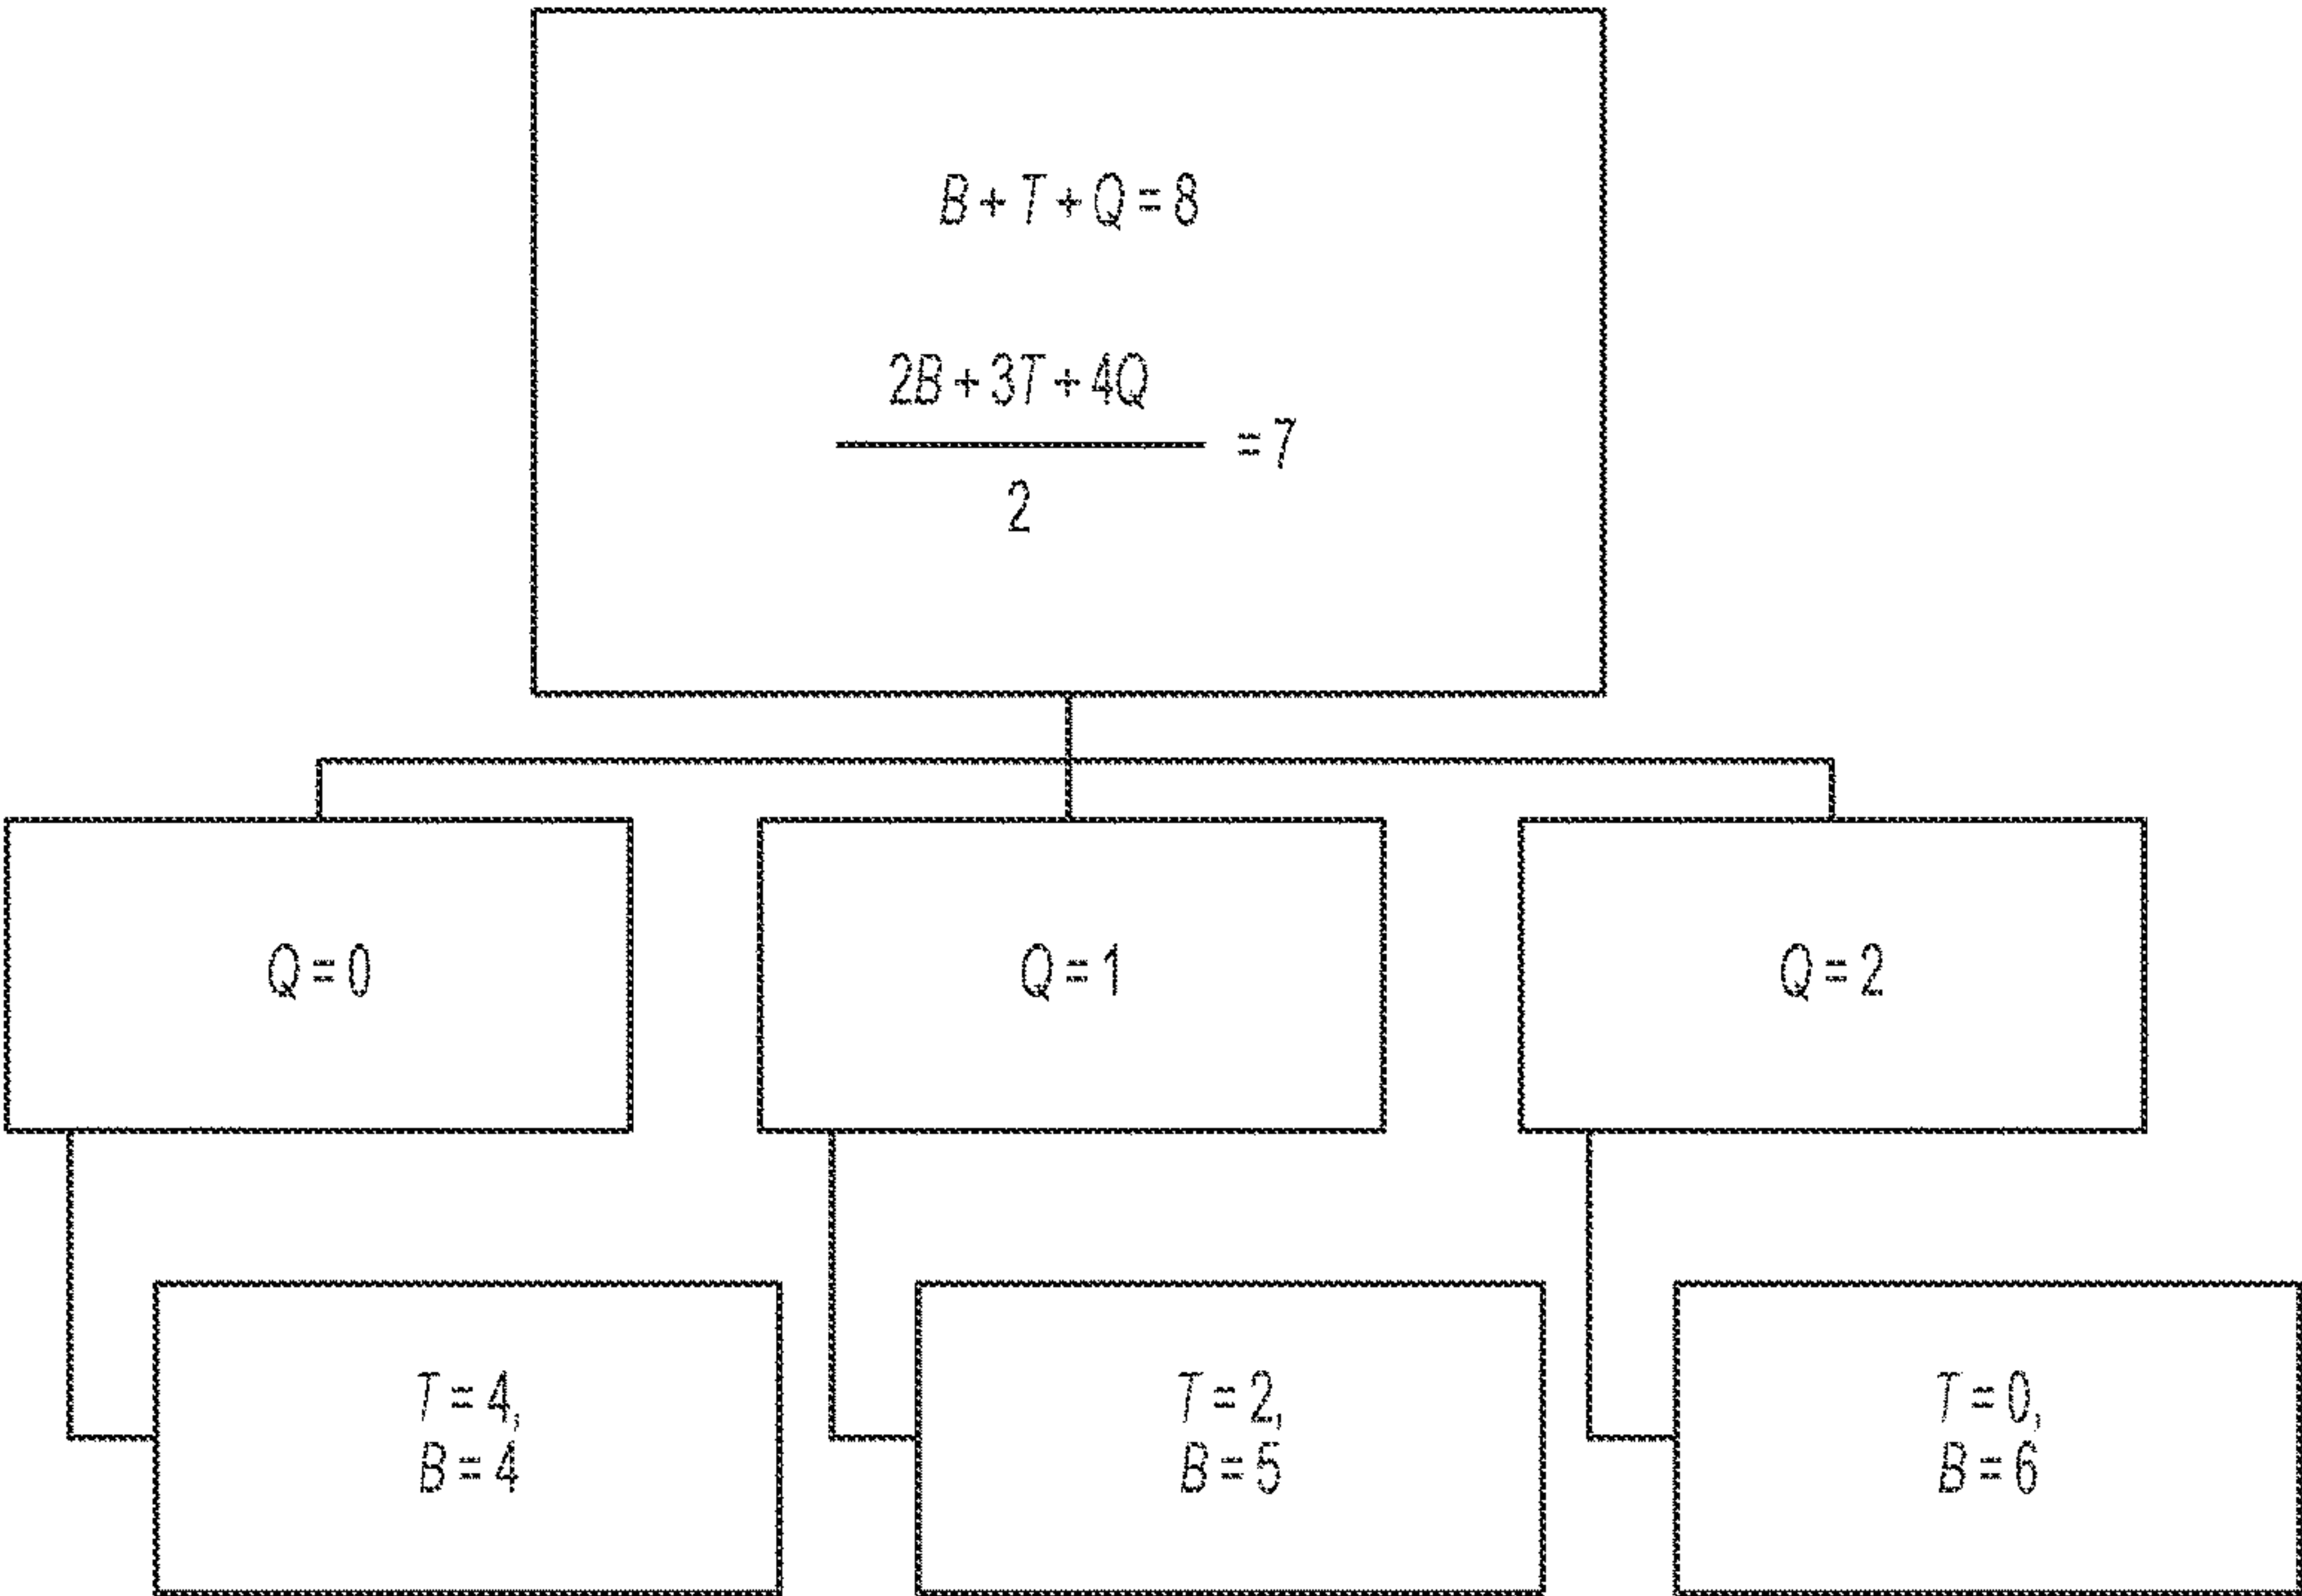 B + T + Q = 8
2B + 3T + 4Q
= 7
2
Q = 0
Q = 1
Q = 2
T = 4,
B = 4
T = 2,
B = 5
T = 0,
B = 6